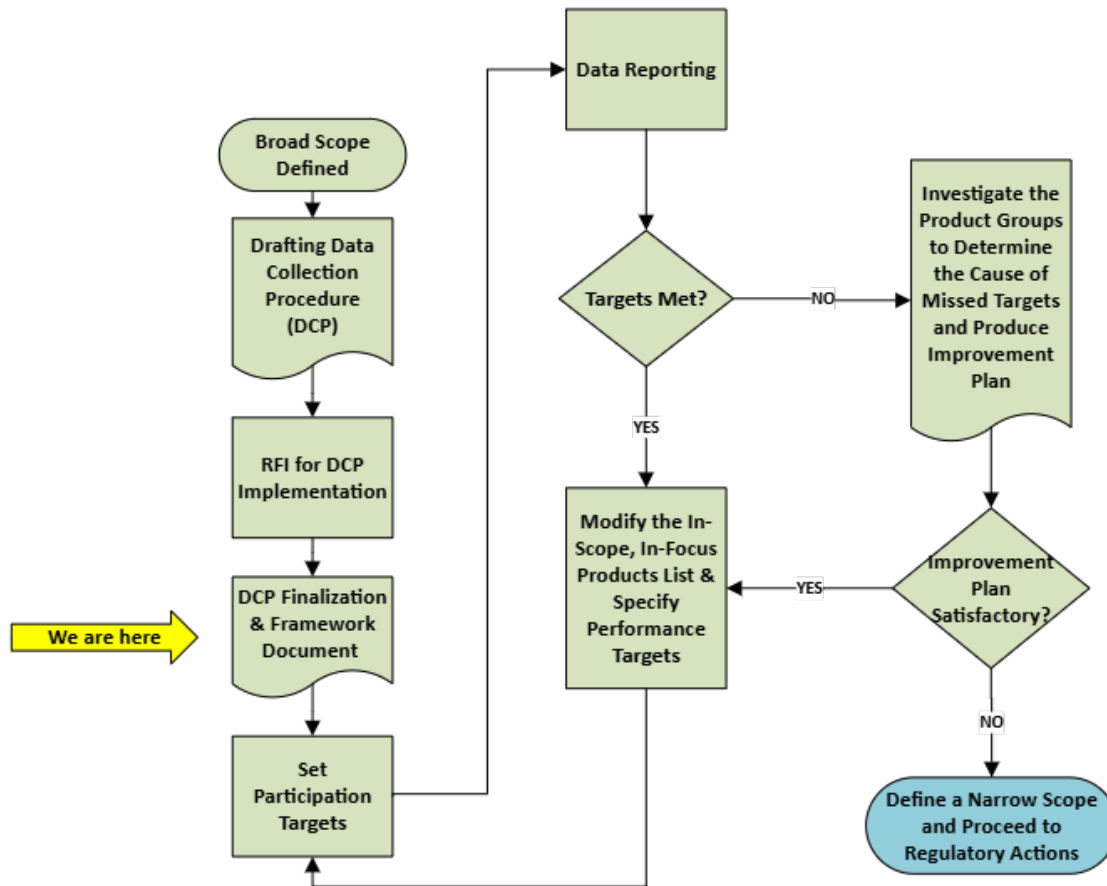 Broad Scope
Defined
Drafting Data
Collection
Procedure
(DCP)
RFI for DCP
Implementation
We are here
DCP Finalization
& Framework
Document
Set
Participation
Targets
Data Reporting
Targets Met?
NO
YES
Investigate the
Product Groups
to Determine
the Cause of
Missed Targets
and Produce
Improvement
Plan
Modify the In-
Scope, In-Focus
Products List &
Specify
Performance
Targets
YES
Improvement
Plan
Satisfactory?
NO
Define a Narrow Scope
and Proceed to
Regulatory Actions